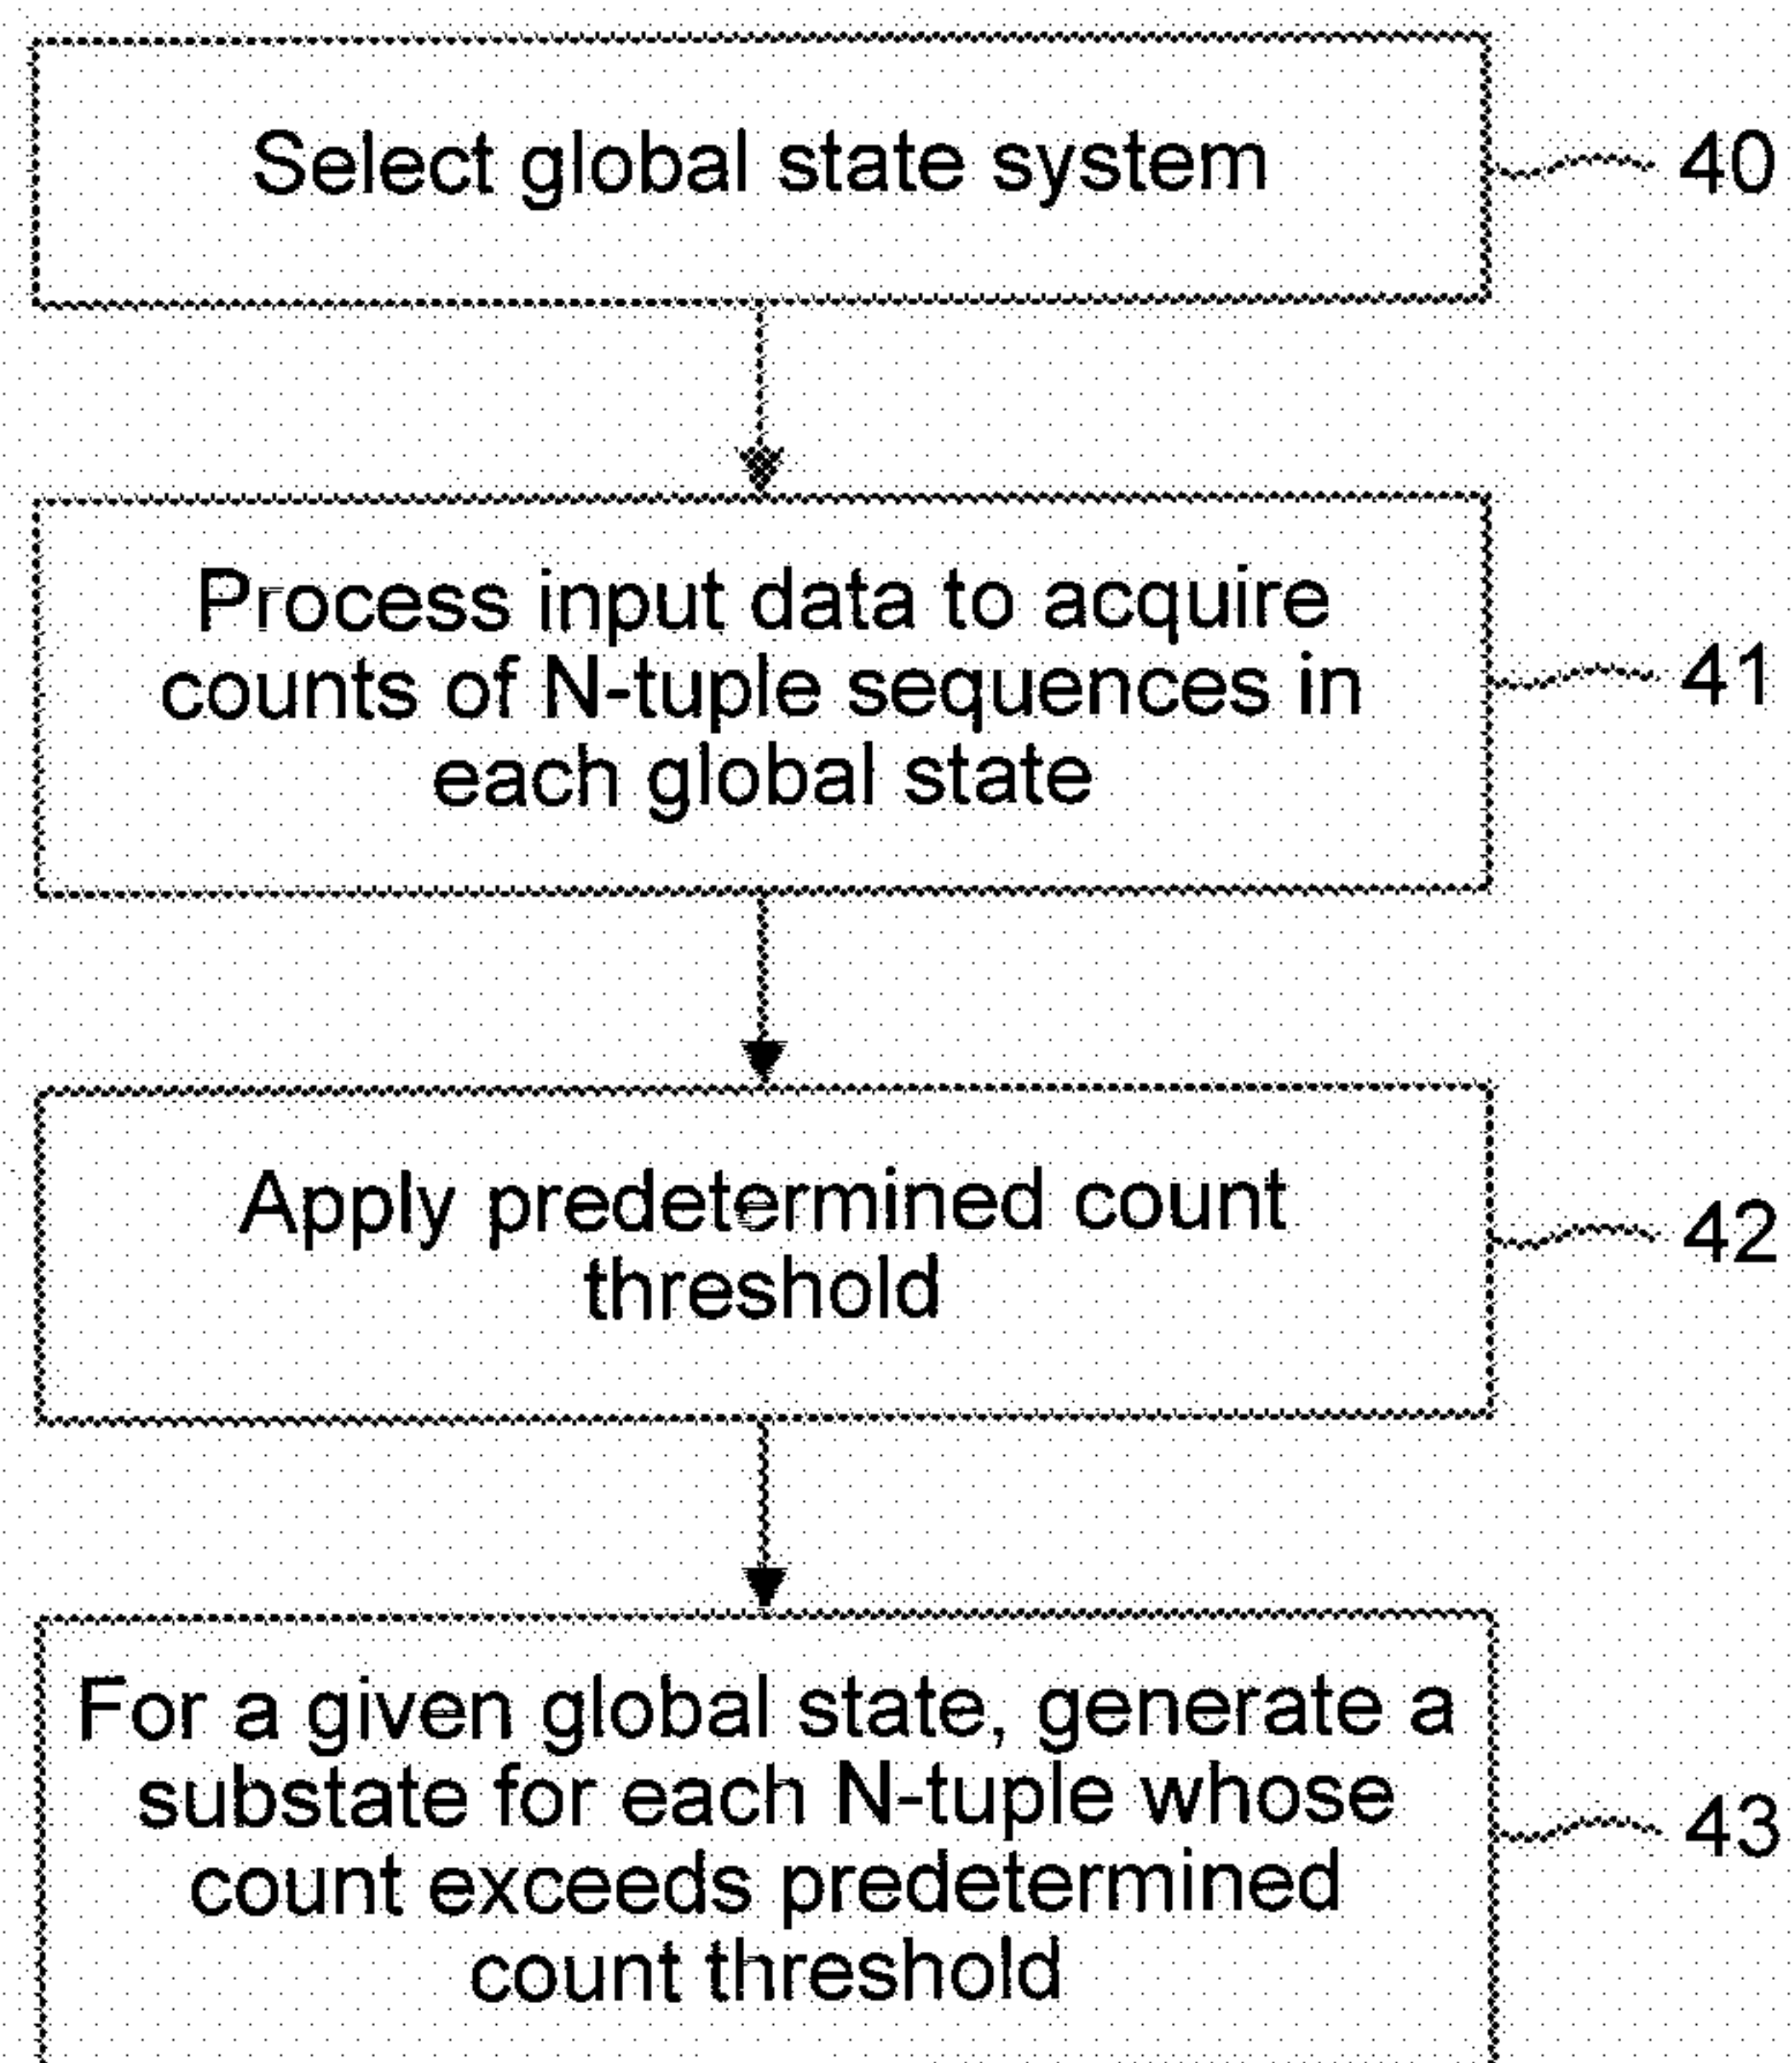 Select global state system
40
Process input data to acquire
counts of N-tuple sequences in
each global state
41
Apply predetermined count
threshold
42
For a given global state, generate a
substate for each N-tuple whose
count exceeds predetermined
count threshold
43